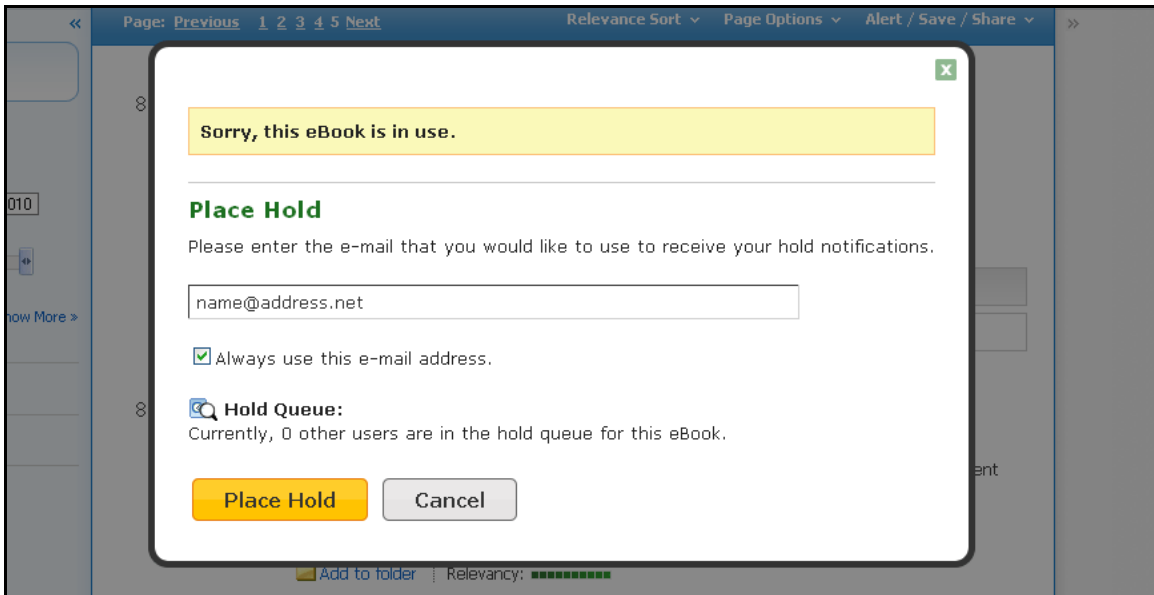 « Page: Previous 1 2 3 4 5 Next Relevance Sort Page Options Alert / Save / Share »
x
8
Sorry, this eBook is in use.
010
Place Hold
Please enter the e-mail that you would like to use to receive your hold notifications.
name@address.net
how More »
Always use this e-mail address.
8
Hold Queue:
Currently, 0 other users are in the hold queue for this eBook.
ent
Place Hold Cancel
Add to folder Relevancy: